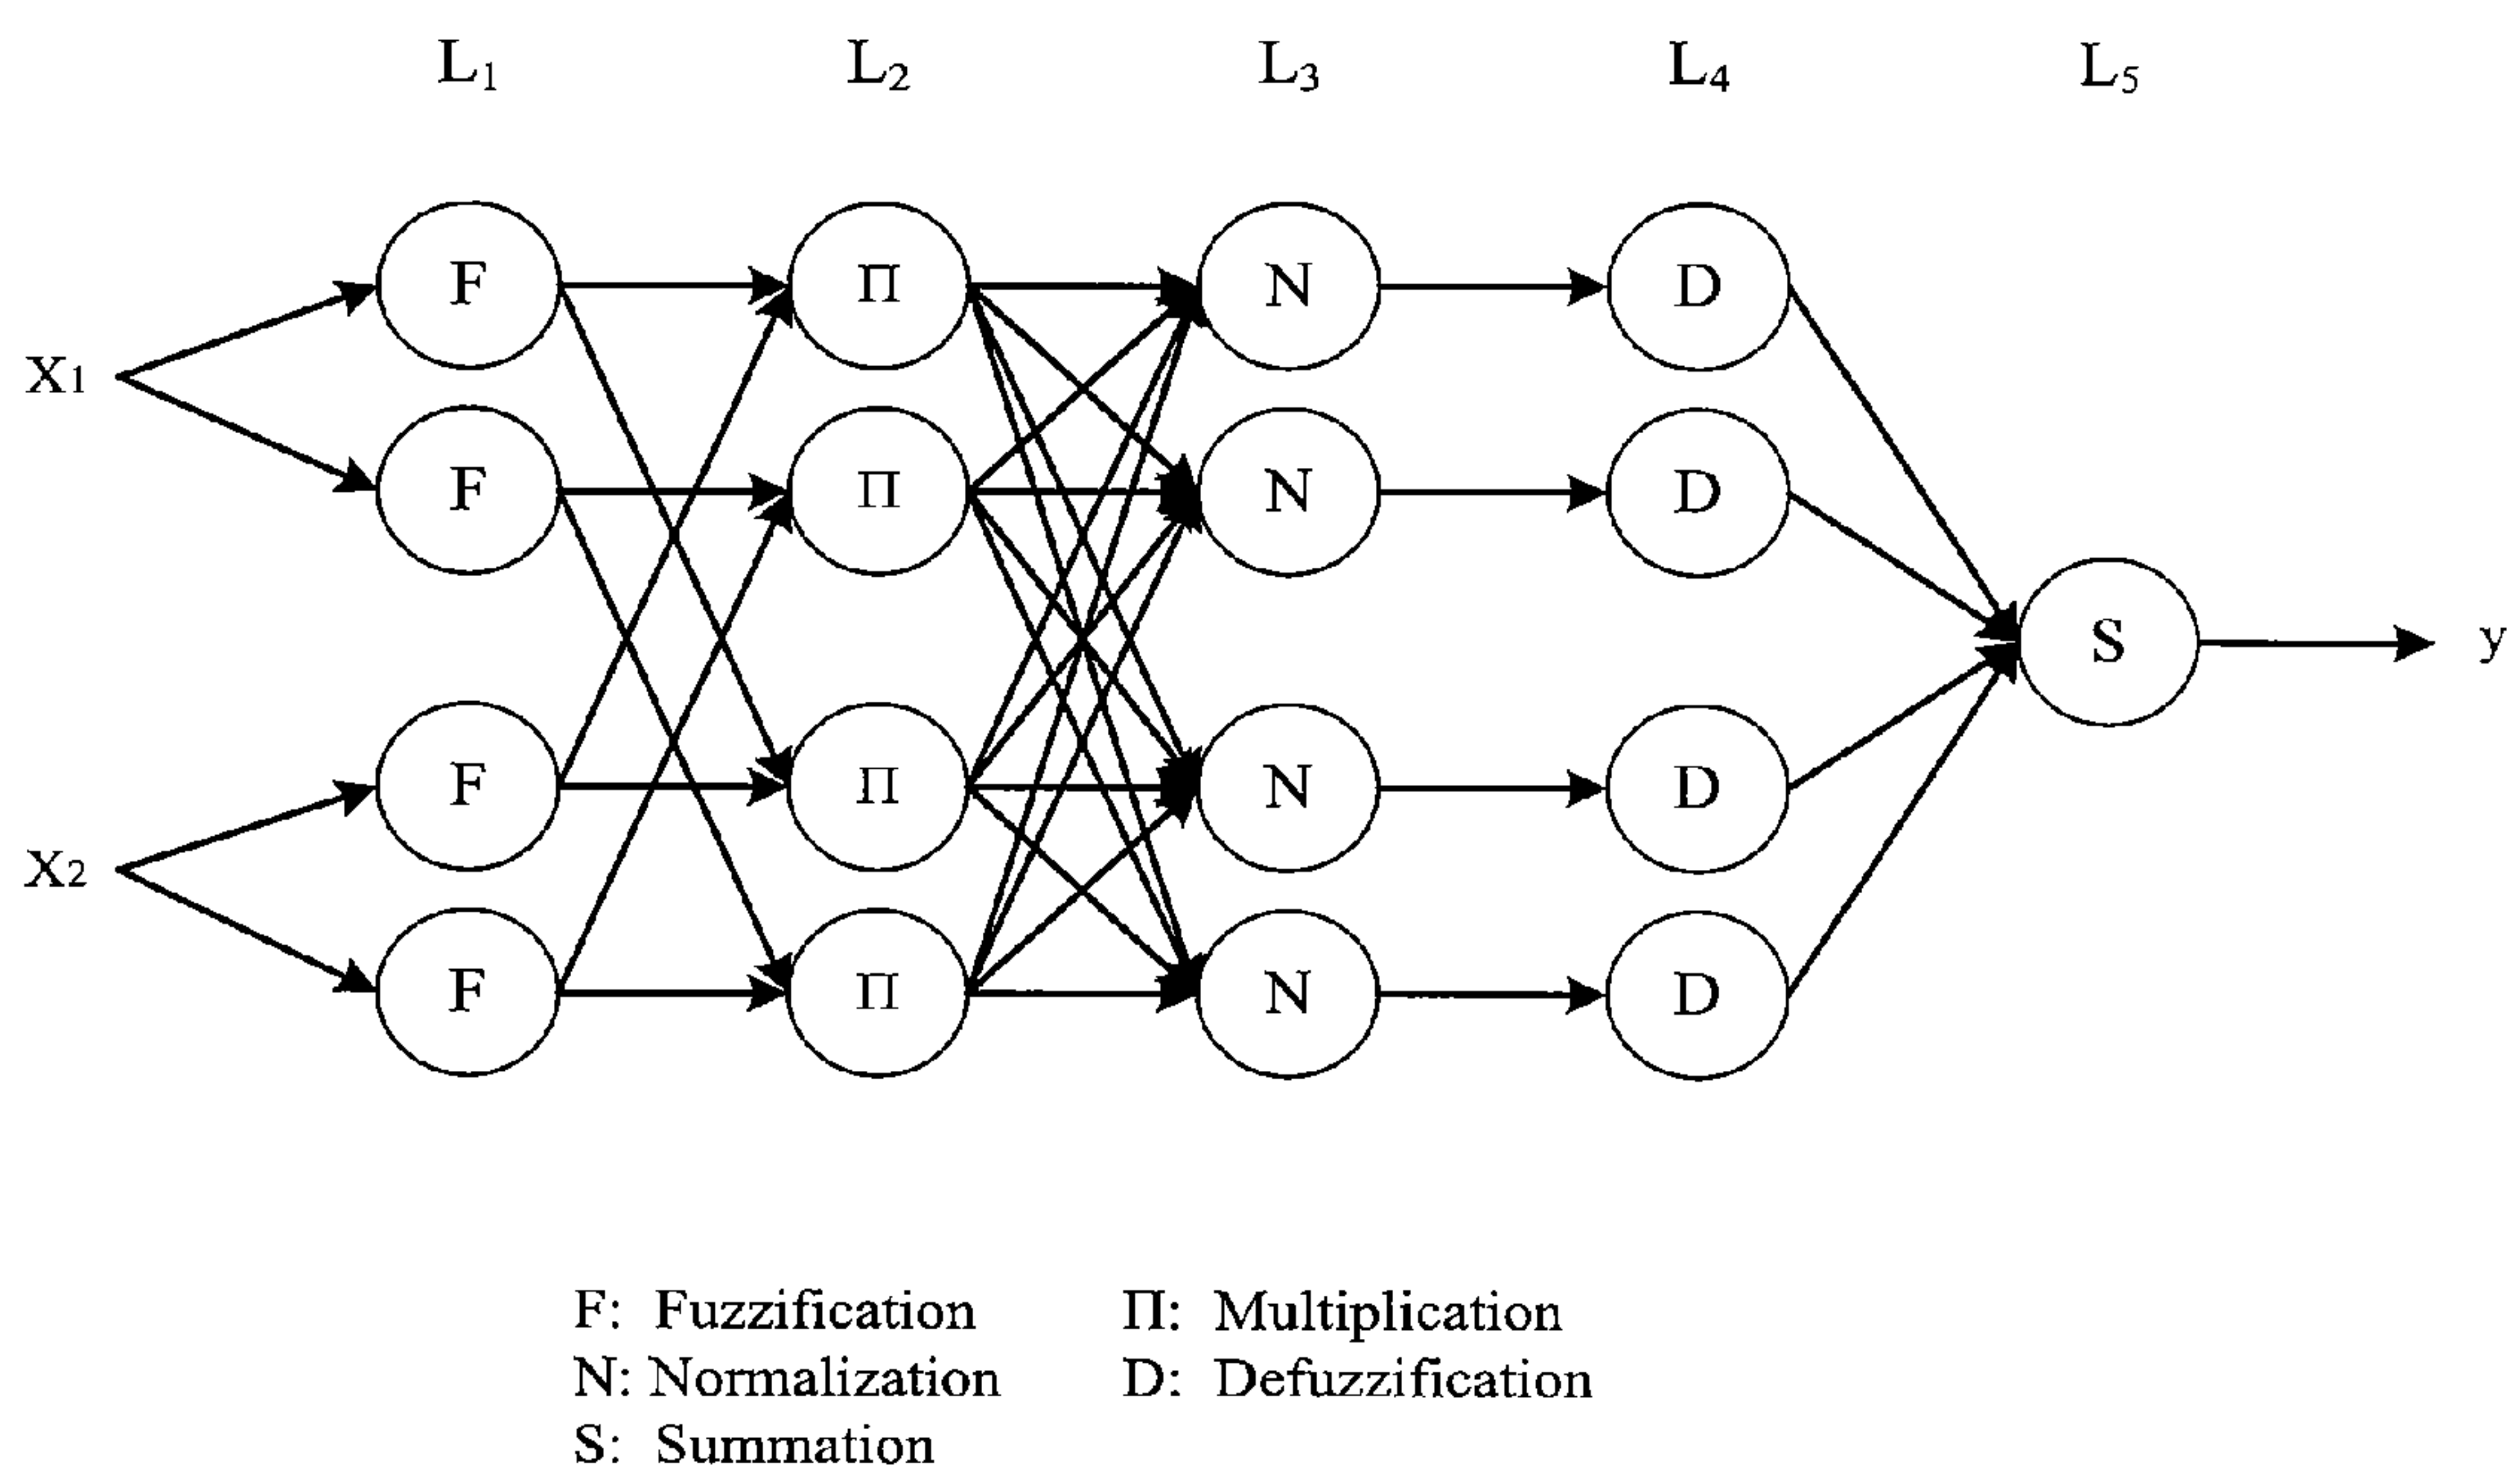 L1 L2 L3 L4 L5
F Π N D
X1
F Π N D
S y
F Π N D
X2
F Π N D
F: Fuzzification Π: Multiplication
N: Normalization D: Defuzzification
S: Summation